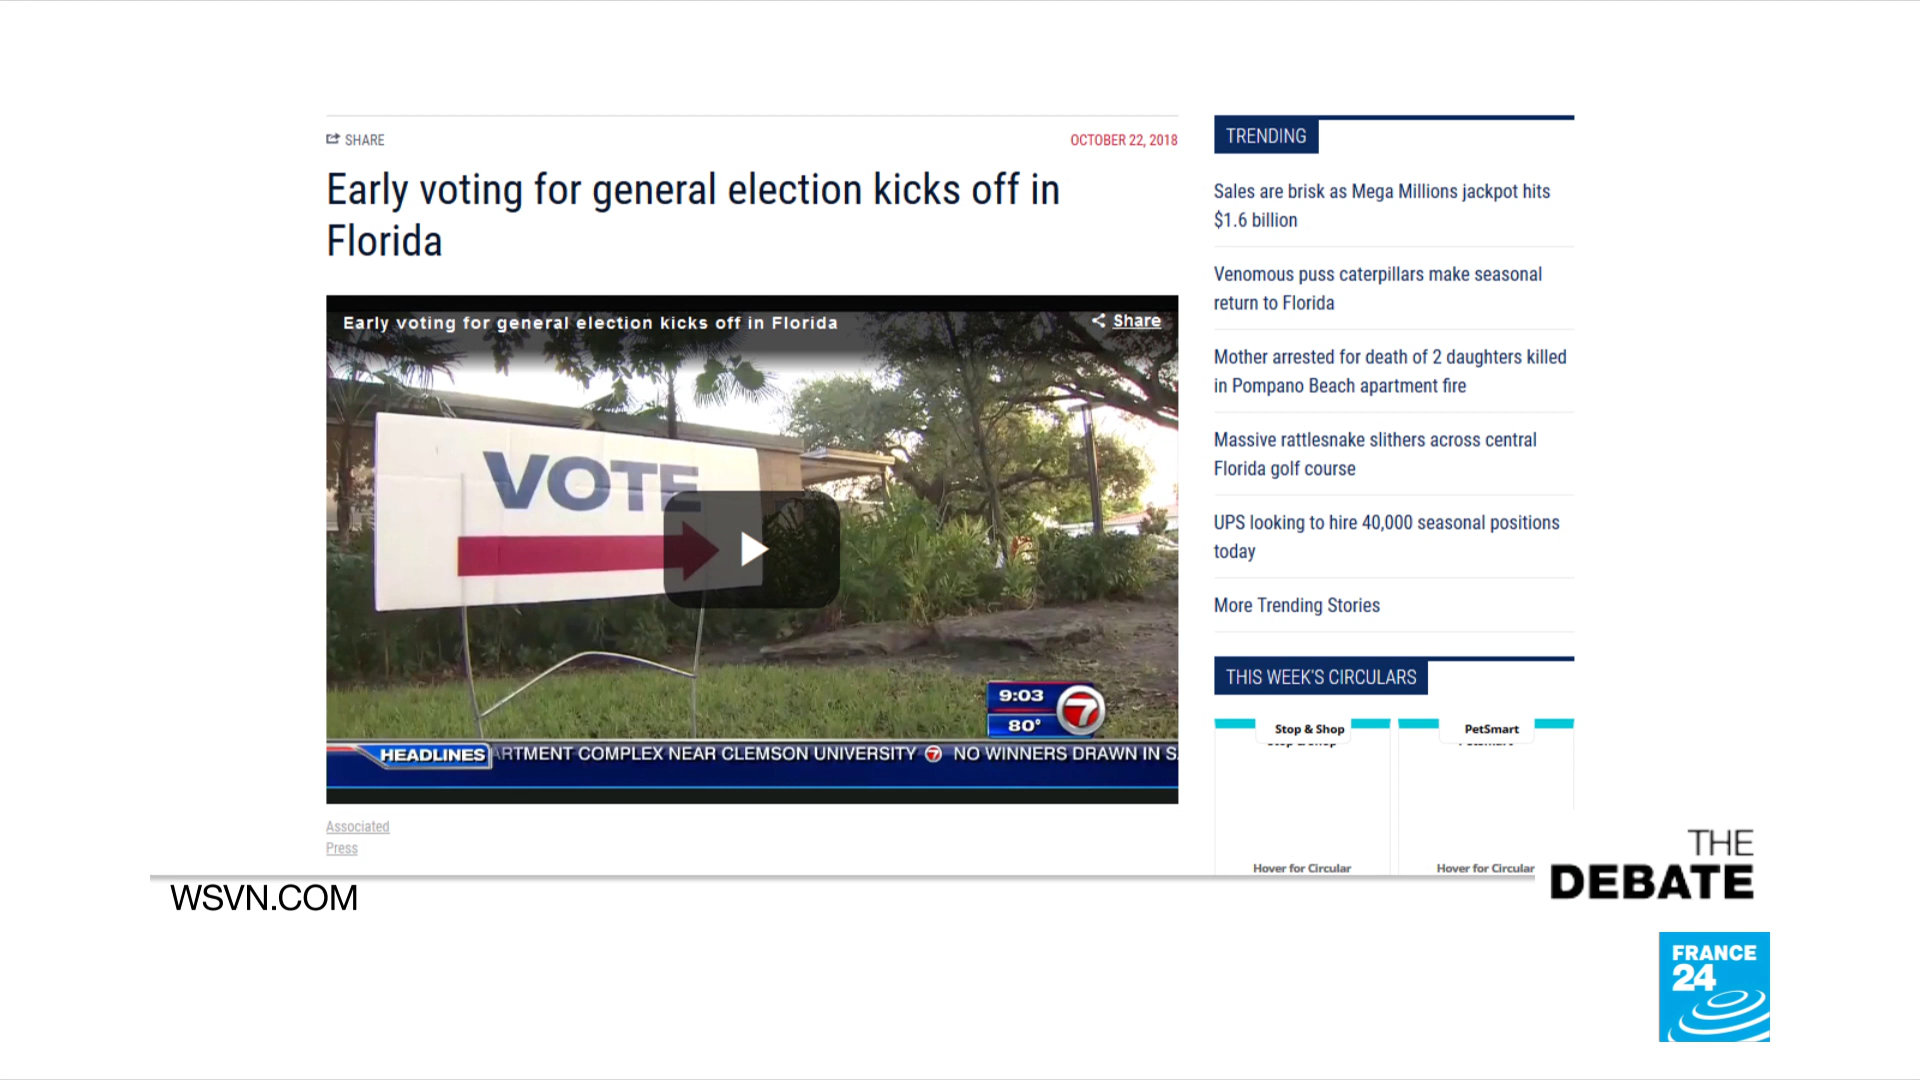 SHARE
OCTOBER 22, 2018
Early voting for general election kicks off in
Florida
Early voting for general election kicks off in Florida
Share
VOTE
9:03
80°
7
HEADLINES
ARTMENT COMPLEX NEAR CLEMSON UNIVERSITY 7 NO WINNERS DRAWN IN S
Associated
Press
TRENDING
Sales are brisk as Mega Millions jackpot hits
$1.6 billion
Venomous puss caterpillars make seasonal
return to Florida
Mother arrested for death of 2 daughters killed
in Pompano Beach apartment fire
Massive rattlesnake slithers across central
Florida golf course
UPS looking to hire 40,000 seasonal positions
today
More Trending Stories
THIS WEEK'S CIRCULARS
Stop & Shop
PetSmart
Hover for Circular
Hover for Circular
WSVN.COM
THE
DEBATE
FRANCE
24